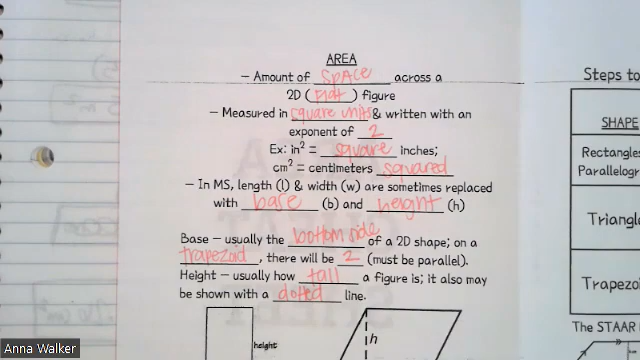 AREA
– Amount of space across a
2D (flat) figure
– Measured in square units & written with an
exponent of 2
Ex: in² = square inches;
cm² = centimeters squared
– In MS, length (l) & width (w) are sometimes replaced
with base (b) and height (h)
Base – usually the bottom side of a 2D shape; on a
trapezoid, there will be 2 (must be parallel).
Height – usually how tall a figure is; it also may
be shown with a dotted line.
height
h
Steps to
SHAPE
Rectangles
Parallelogr
Triangl
Trapezoi
The STAAR
Anna Walker